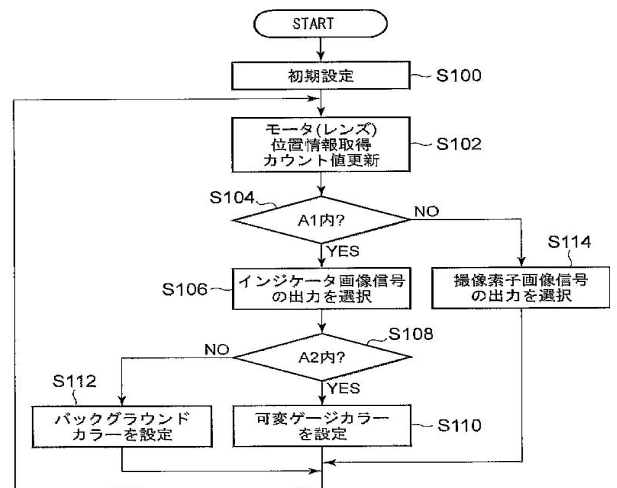 START
初期設定
S100
モータ(レンズ)
位置情報取得
カウント値更新
S102
S104
A1内?
NO
YES
S114
S106
インジケータ画像信号
の出力を選択
撮像素子画像信号
の出力を選択
S108
A2内?
NO
YES
S112
バックグラウンド
カラーを設定
可変ゲージカラー
を設定
S110